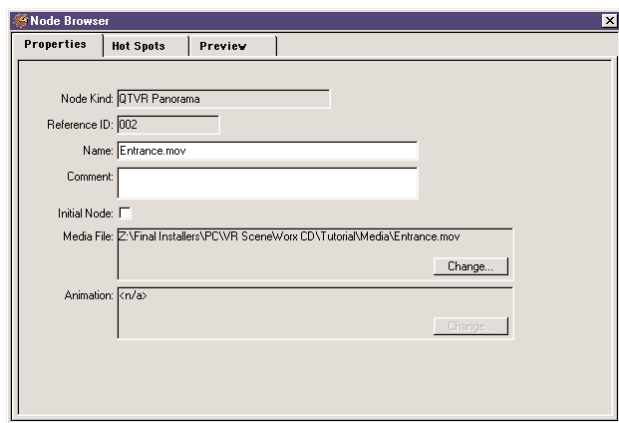 Node Browser
Properties
Hot Spots
Preview
Node Kind: QTVR Panorama
Reference ID: 002
Name: Entrance.mov
Comment:
Initial Node:
Media File: Z:\Final Installers\PC\VR SceneWorx CD\Tutorial\Media\Entrance.mov
Change...
Animation: <n/a>
Change...